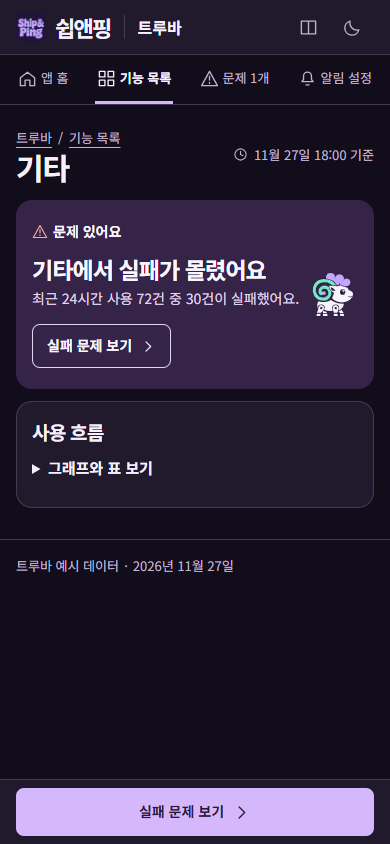 Ship&
Ping
쉽앤핑
트루바
앱 홈
기능 목록
문제 1개
알림 설정
트루바 / 기능 목록
기타
11월 27일 18:00 기준
문제 있어요
기타에서 실패가 몰렸어요
최근 24시간 사용 72건 중 30건이 실패했어요.
실패 문제 보기
사용 흐름
그래프와 표 보기
트루바 예시 데이터 · 2026년 11월 27일
실패 문제 보기